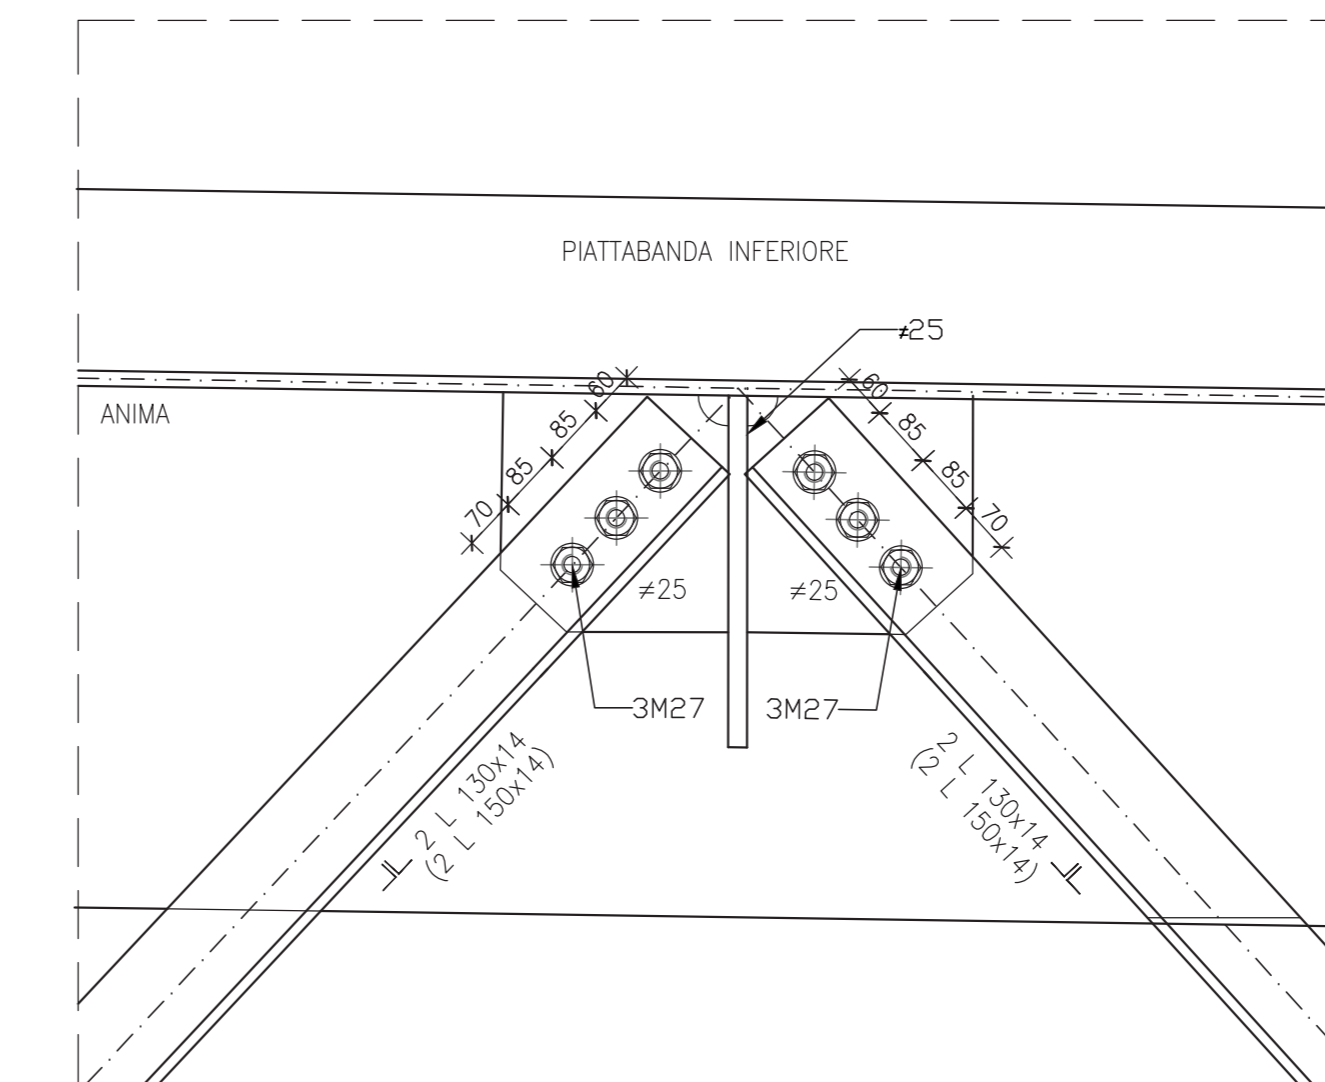 PIATTABANDA INFERIORE
≠25
ANIMA
60
85
85
70
60
85
85
70
≠25
≠25
3M27
3M27
2 L 130x14
(2 L 150x14)
2 L 130x14
(2 L 150x14)